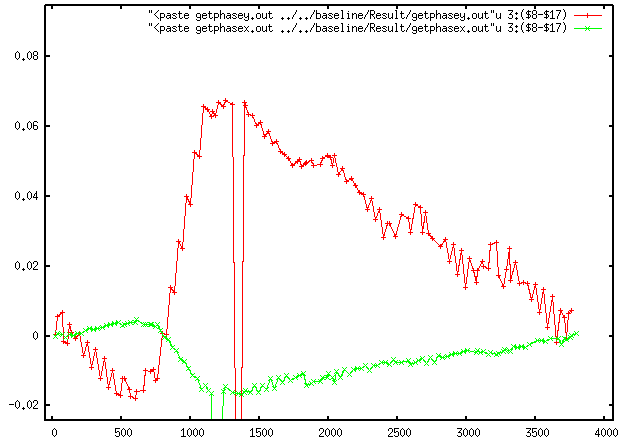 "<paste getphasey.out ../../baseline/Result/getphasey.out"u 3:($8-$17)
"<paste getphasex.out ../../baseline/Result/getphasex.out"u 3:($8-$17)
0.08
0.06
0.04
0.02
0
-0.02
0 500 1000 1500 2000 2500 3000 3500 4000